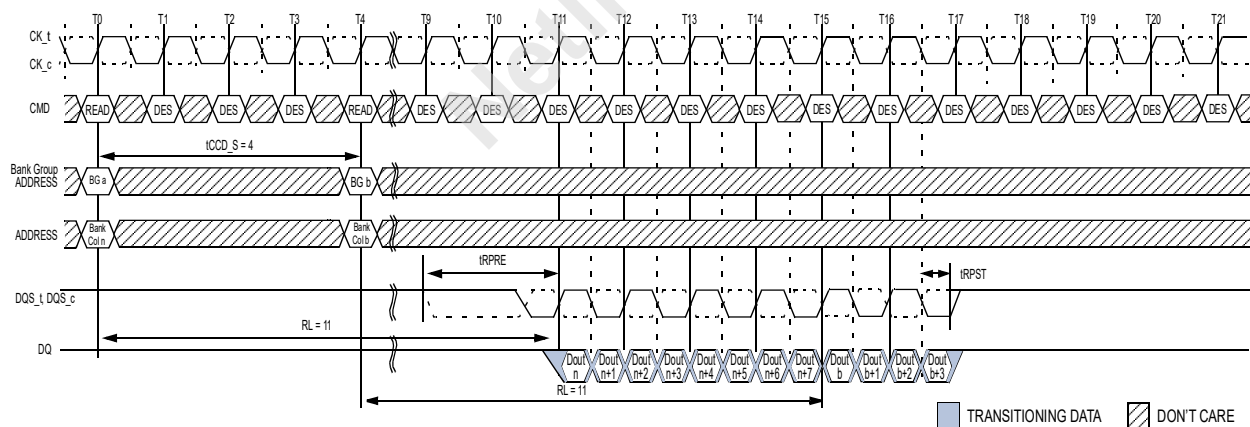 T0 T1 T2 T3 T4 T9 T10 T11 T12 T13 T14 T15 T16 T17 T18 T19 T20 T21
CK_t
CK_c
CMD READ DES DES DES READ DES DES DES DES DES DES DES DES DES DES DES DES DES
tCCD_S = 4
Bank Group
ADDRESS
BG a BG b
ADDRESS
Bank
Col n
Bank
Col b
tRPRE tRPST
DQS_t, DQS_c
RL = 11
DQ
Dout
n
Dout
n+1
Dout
n+2
Dout
n+3
Dout
n+4
Dout
n+5
Dout
n+6
Dout
n+7
Dout
b
Dout
b+1
Dout
b+2
Dout
b+3
RL = 11
TRANSITIONING DATA DON'T CARE